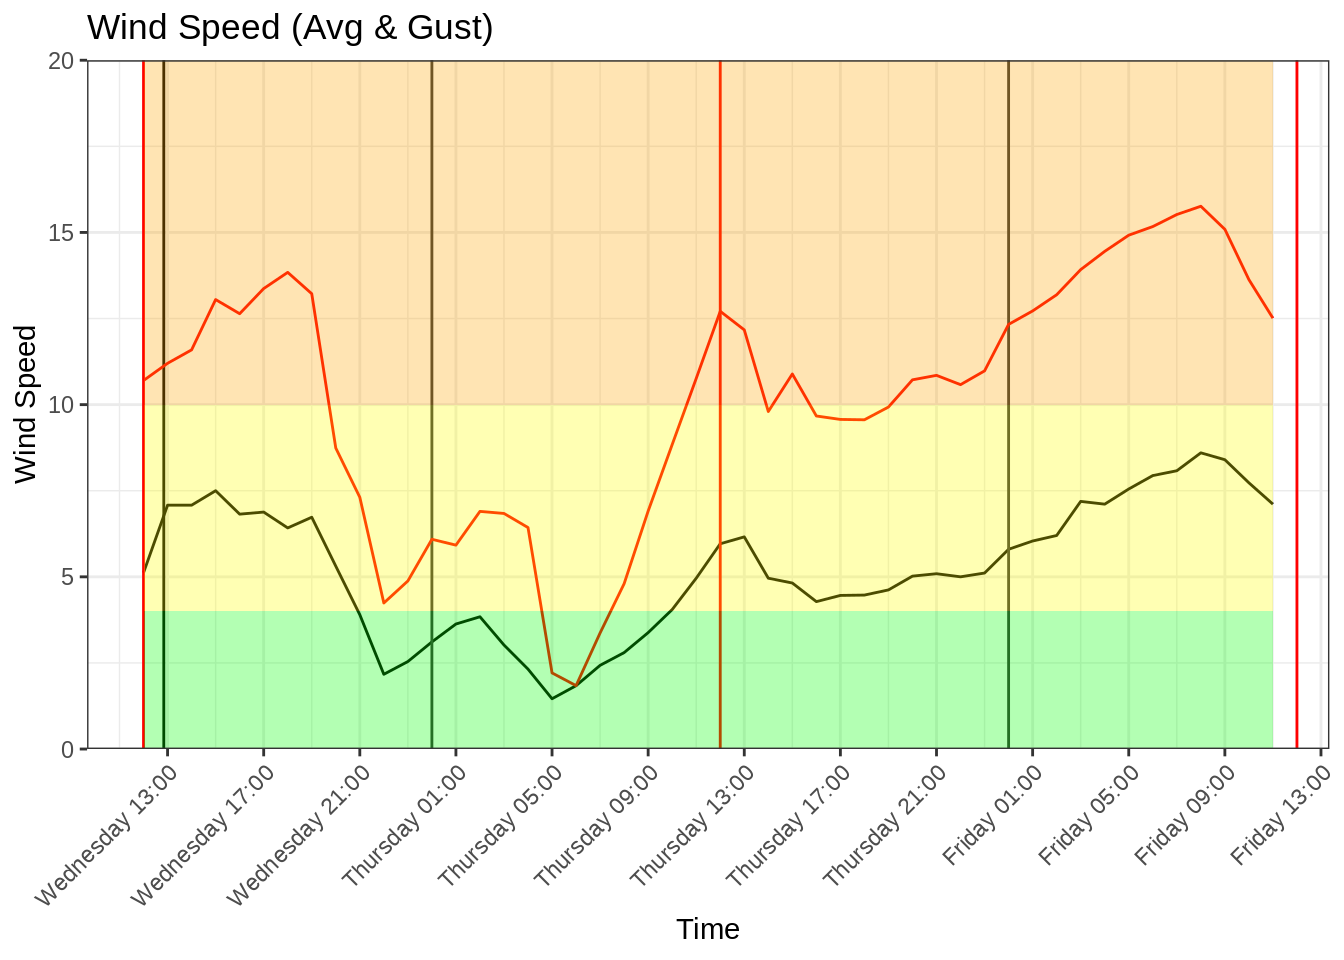 Wind Speed (Avg & Gust)
20
15
10
5
0
Wind Speed
Wednesday 13:00
Wednesday 17:00
Wednesday 21:00
Thursday 01:00
Thursday 05:00
Thursday 09:00
Thursday 13:00
Thursday 17:00
Thursday 21:00
Friday 01:00
Friday 05:00
Friday 09:00
Friday 13:00
Time